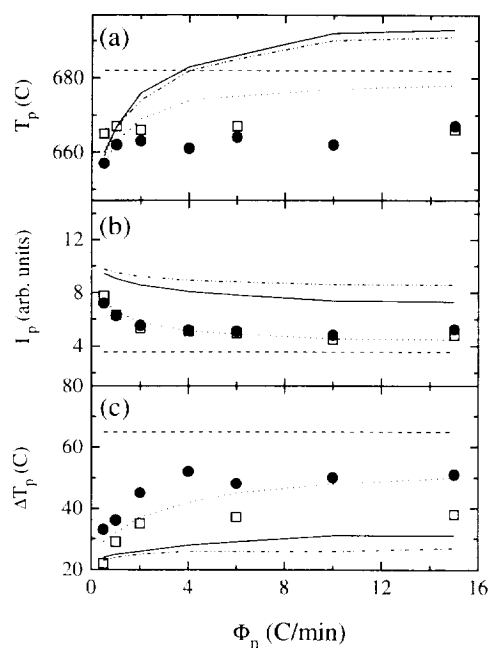 (a)
T_p (C)
680
660
(b)
I_p (arb. units)
12
8
4
80
(c)
ΔT_p (C)
60
40
20
0 4 8 12 16
Φ_n (C/min)